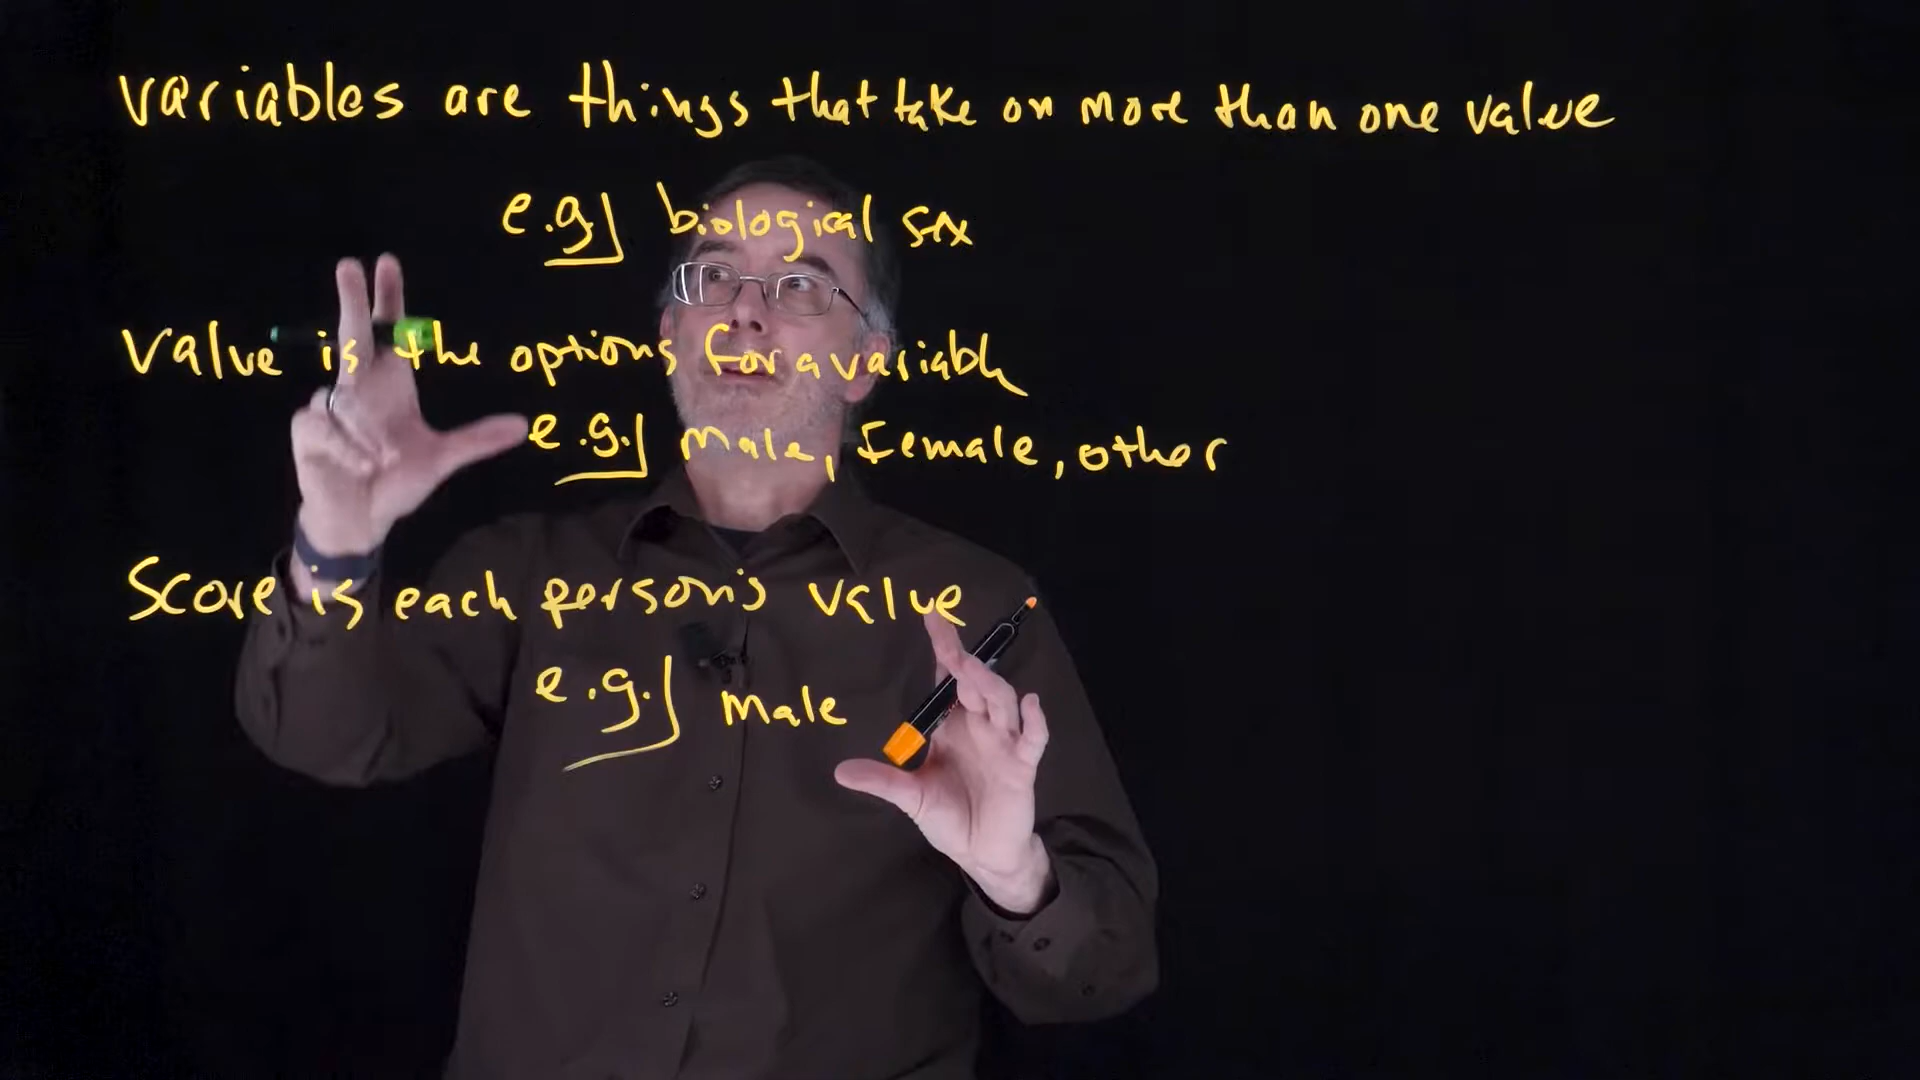 variables are things that take on more than one value
e.g. biological sex
value is the options for a variable
e.g. male, female, other
Score is each person's value
e.g. male